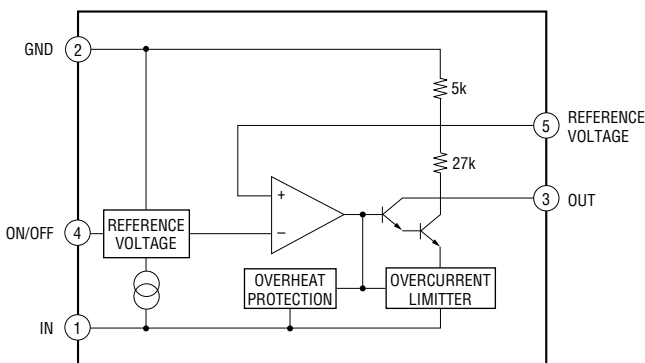 GND
2
5k
5
REFERENCE
VOLTAGE
27k
3
OUT
+
−
ON/OFF
4
REFERENCE
VOLTAGE
OVERHEAT
PROTECTION
OVERCURRENT
LIMITTER
IN
1